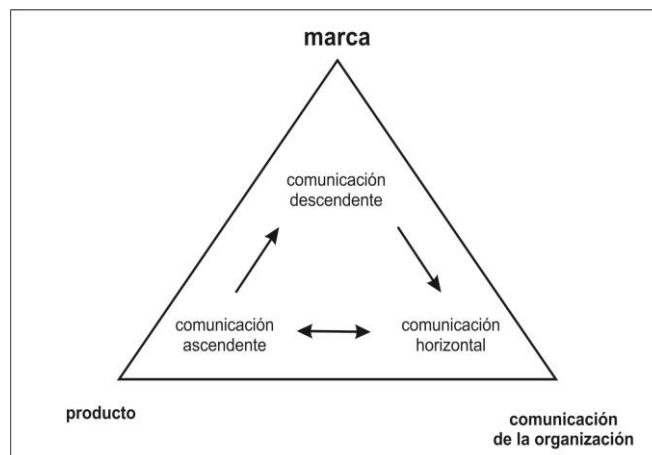 marca
comunicación
descendente
comunicación
ascendente
comunicación
horizontal
producto
comunicación
de la organización